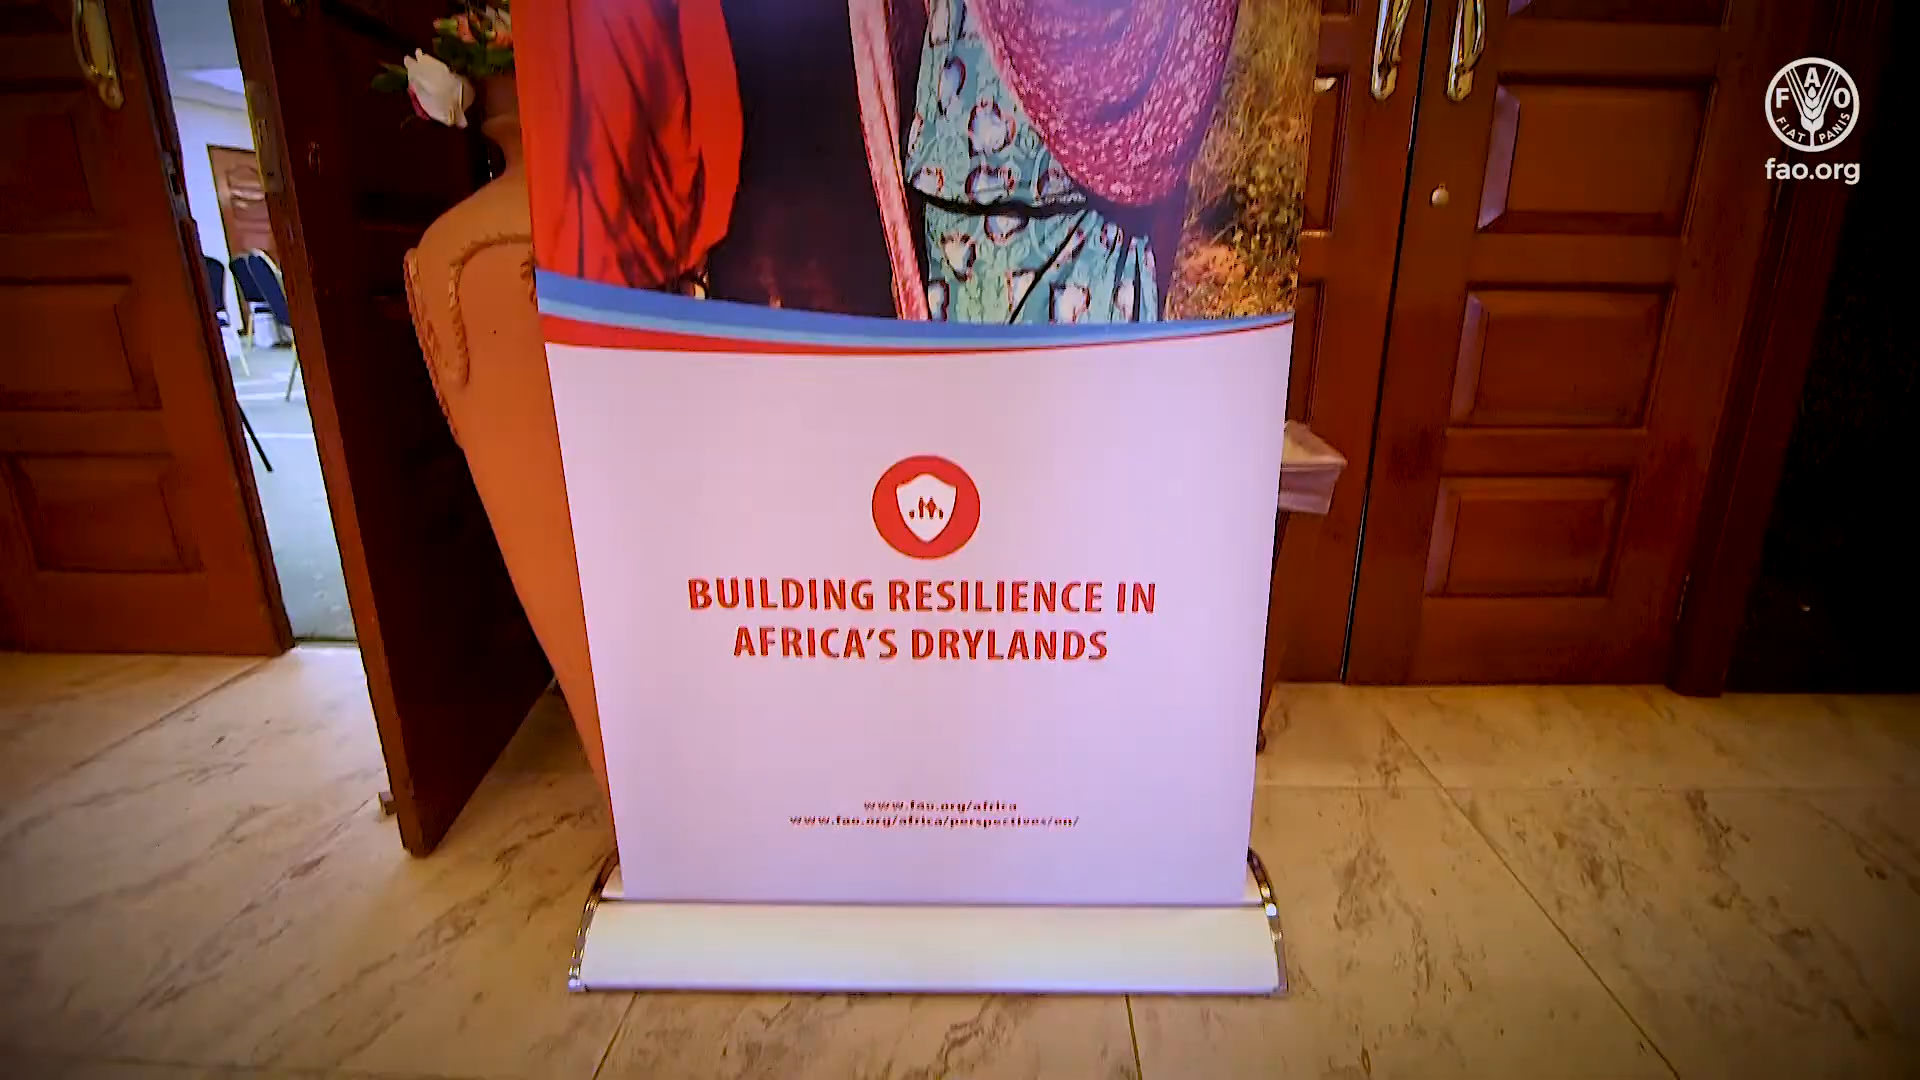 F A O
FIAT PANIS
fao.org
BUILDING RESILIENCE IN
AFRICA'S DRYLANDS
www.fao.org/africa
www.fao.org/africa/perspectives/en/